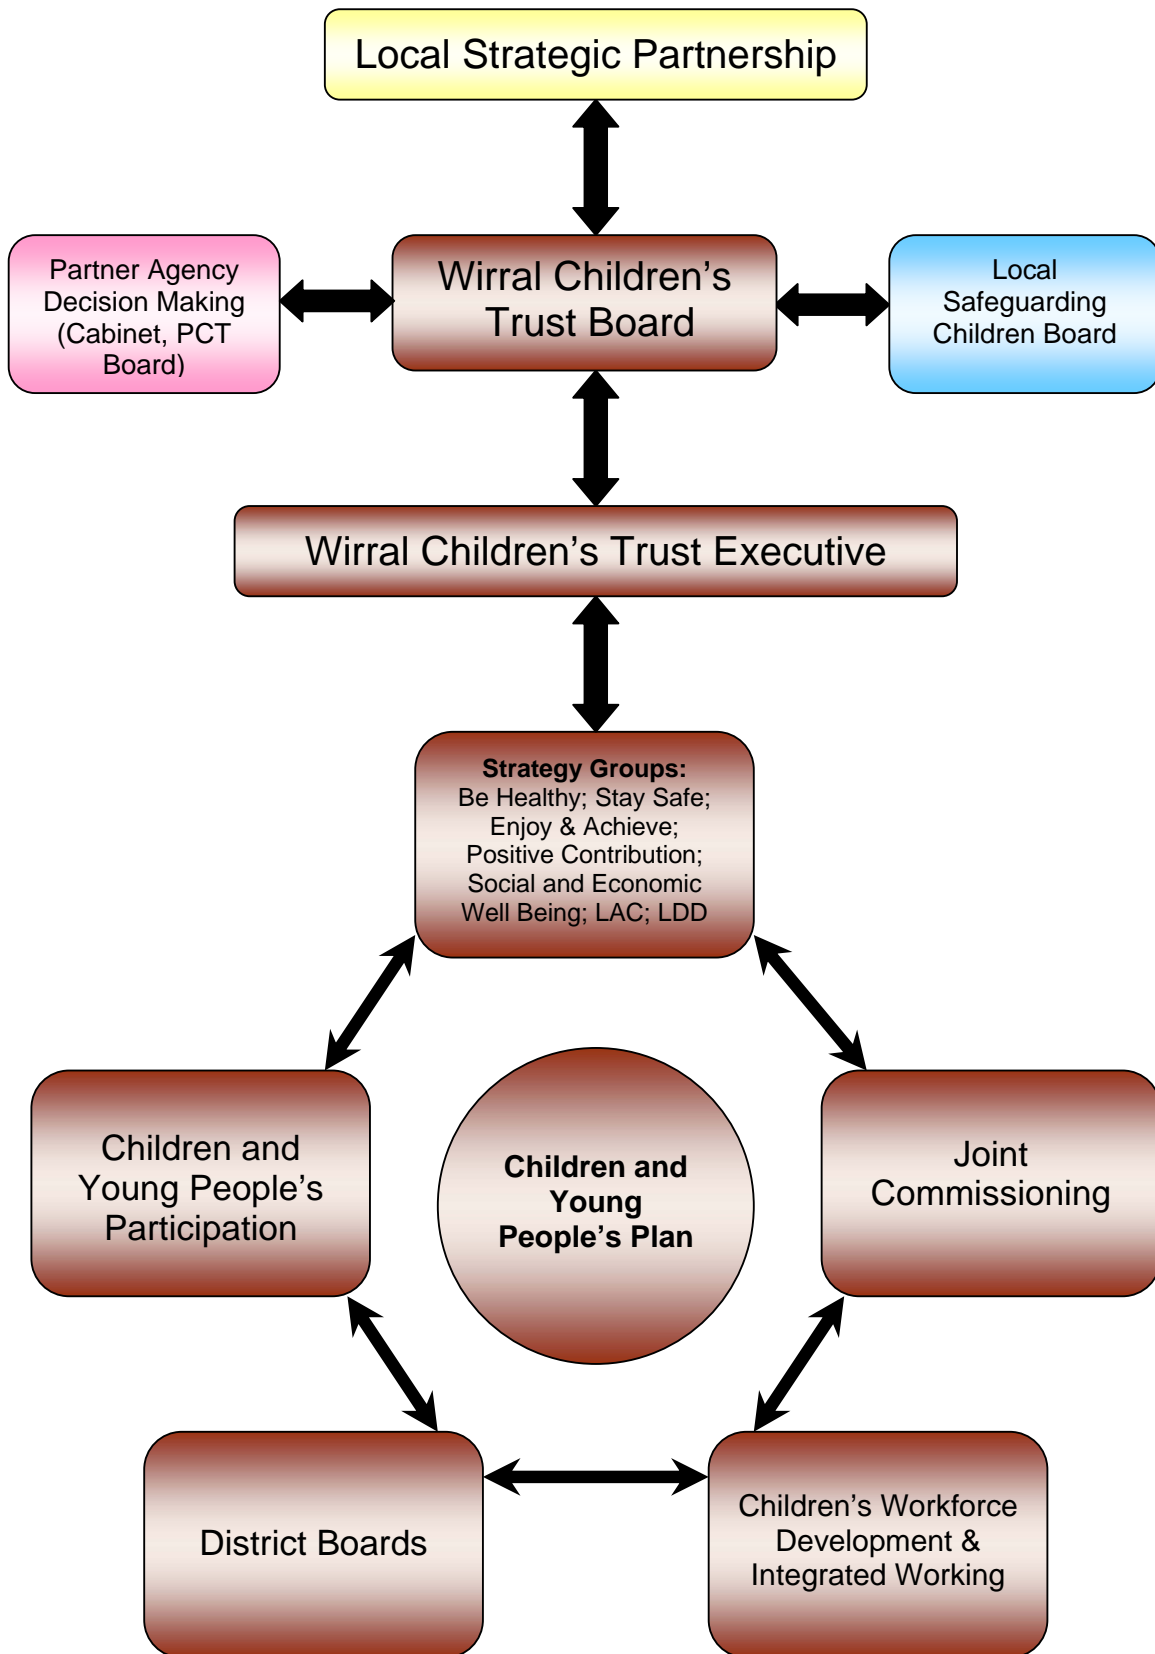 Local Strategic Partnership
Partner Agency
Decision Making
(Cabinet, PCT
Board)
Wirral Children’s
Trust Board
Local
Safeguarding
Children Board
Wirral Children’s Trust Executive
Strategy Groups:
Be Healthy; Stay Safe;
Enjoy & Achieve;
Positive Contribution;
Social and Economic
Well Being; LAC; LDD
Children and
Young People’s
Participation
Children and
Young
People’s Plan
Joint
Commissioning
District Boards
Children’s Workforce
Development &
Integrated Working